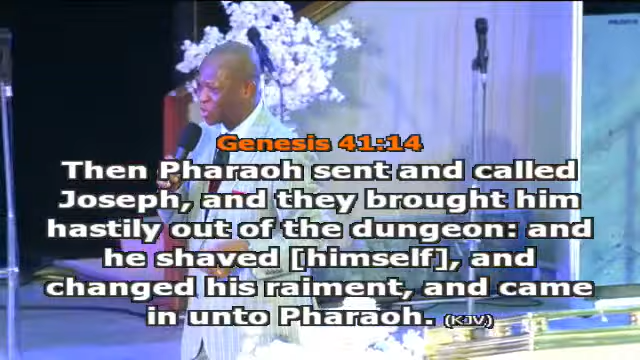 Genesis 41:14
Then Pharaoh sent and called
Joseph, and they brought him
hastily out of the dungeon: and
he shaved [himself], and
changed his raiment, and came
in unto Pharaoh. (KJV.)